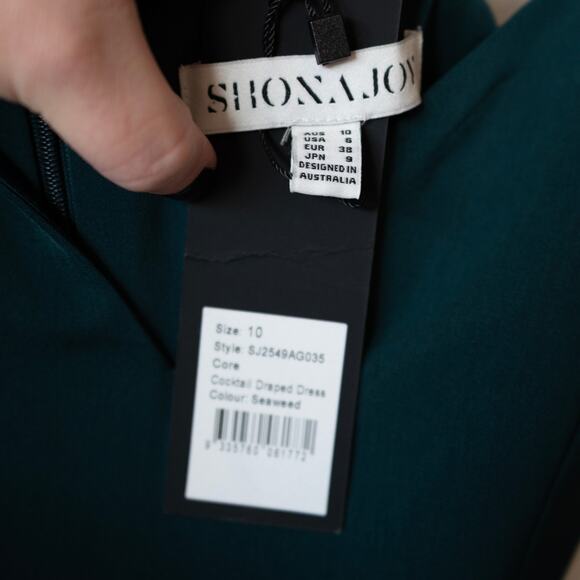 SHONA JOY
AUS 10
USA 6
EUR 38
JPN 9
DESIGNED IN
AUSTRALIA
Size: 10
Style: SJ2549AG035
Core
Cocktail Draped Dress
Colour: Seaweed
9 335760 081772